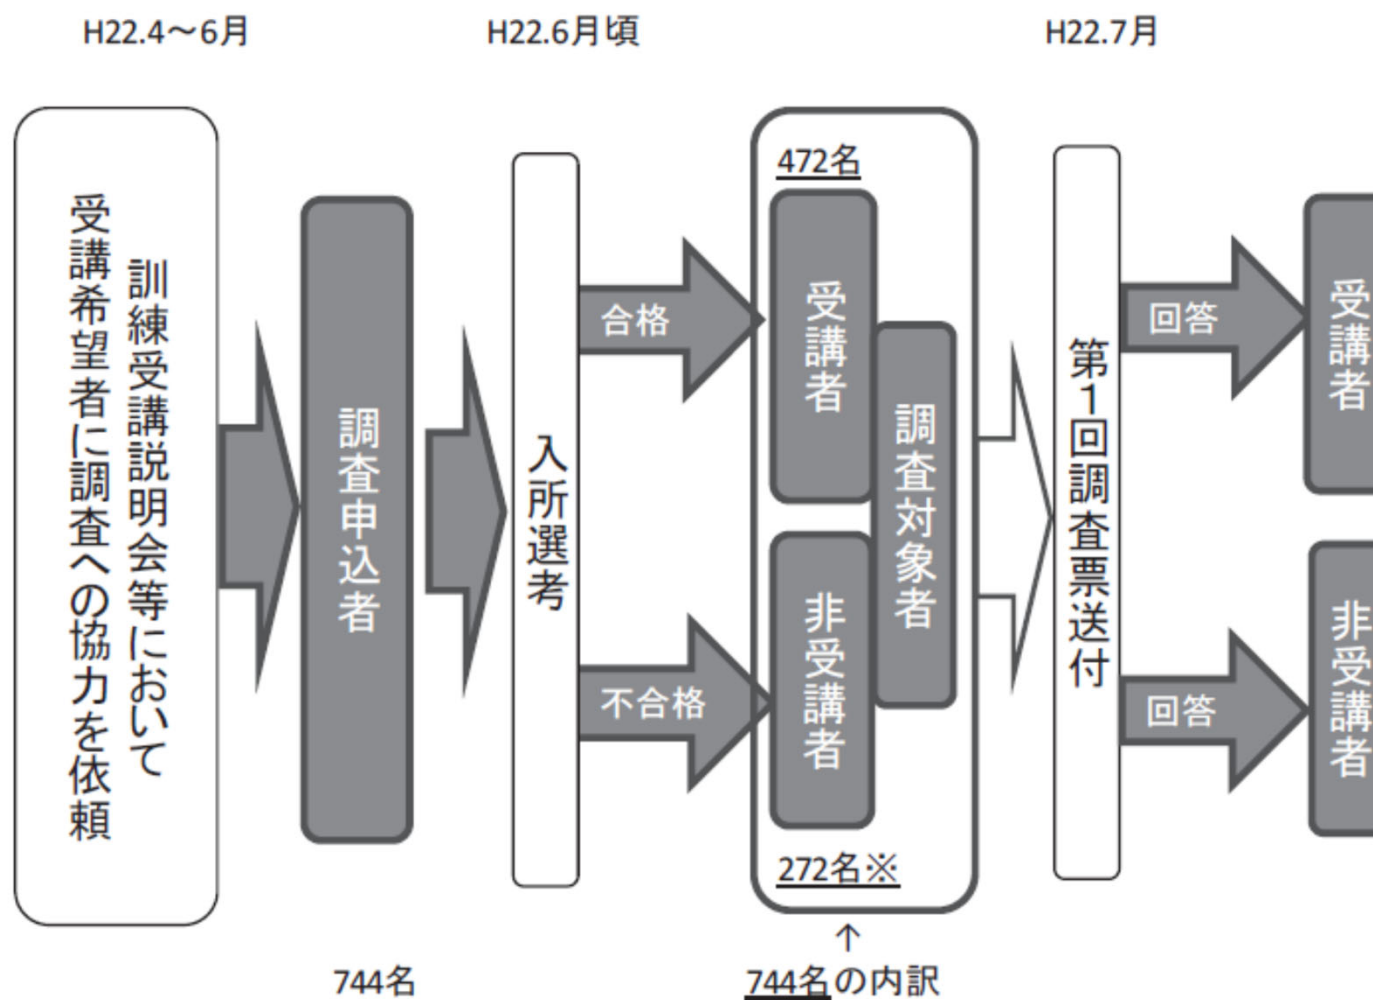 H22.4～6月
H22.6月頃
H22.7月
訓練受講説明会等において
受講希望者に調査への協力を依頼
調査申込者
入所選考
合格
不合格
472名
受講者
調査対象者
非受講者
272名※
第1回調査票送付
回答
回答
受講者
非受講者
744名
↑
744名の内訳